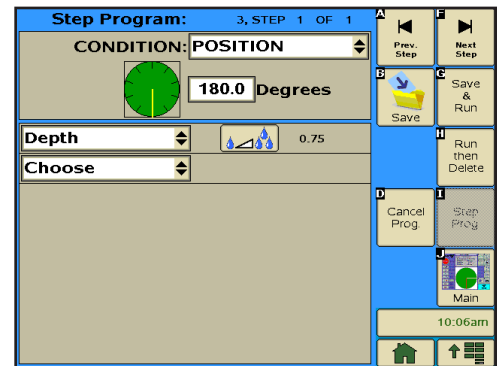 Step Program: 3, STEP 1 OF 1
CONDITION: POSITION
180.0 Degrees
Depth 0.75
Choose
A
Prev.
Step
F
Next
Step
B
Save
G
Save
&
Run
H
Run
then
Delete
D
Cancel
Prog.
I
Step
Prog
J
Main
10:06am